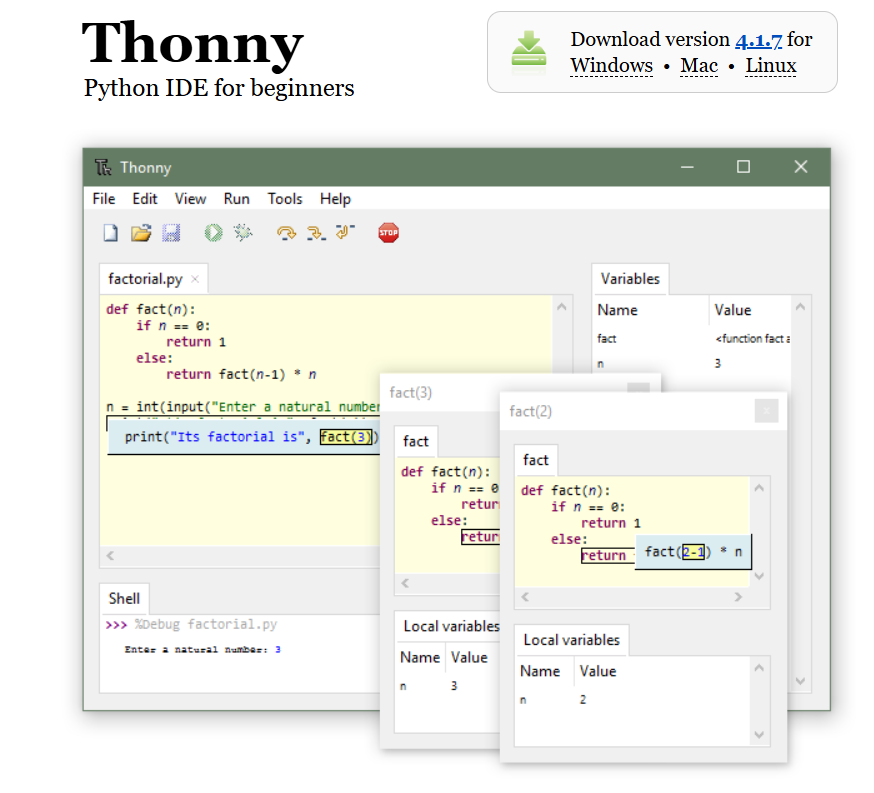 Thonny
Python IDE for beginners
Download version 4.1.7 for
Windows • Mac • Linux
Thonny
File Edit View Run Tools Help
STOP
factorial.py
def fact(n):
if n == 0:
return 1
else:
return fact(n-1) * n
n = int(input("Enter a natural number
print("Its factorial is", fact(3))
Shell
>>> %Debug factorial.py
Enter a natural number: 3
Variables
Name Value
fact <function fact a
n 3
fact(3)
fact
def fact(n):
if n == 0
retur
else:
retur
Local variables
Name Value
n 3
fact(2)
fact
def fact(n):
if n == 0:
return 1
else:
return fact(2-1) * n
Local variables
Name Value
n 2